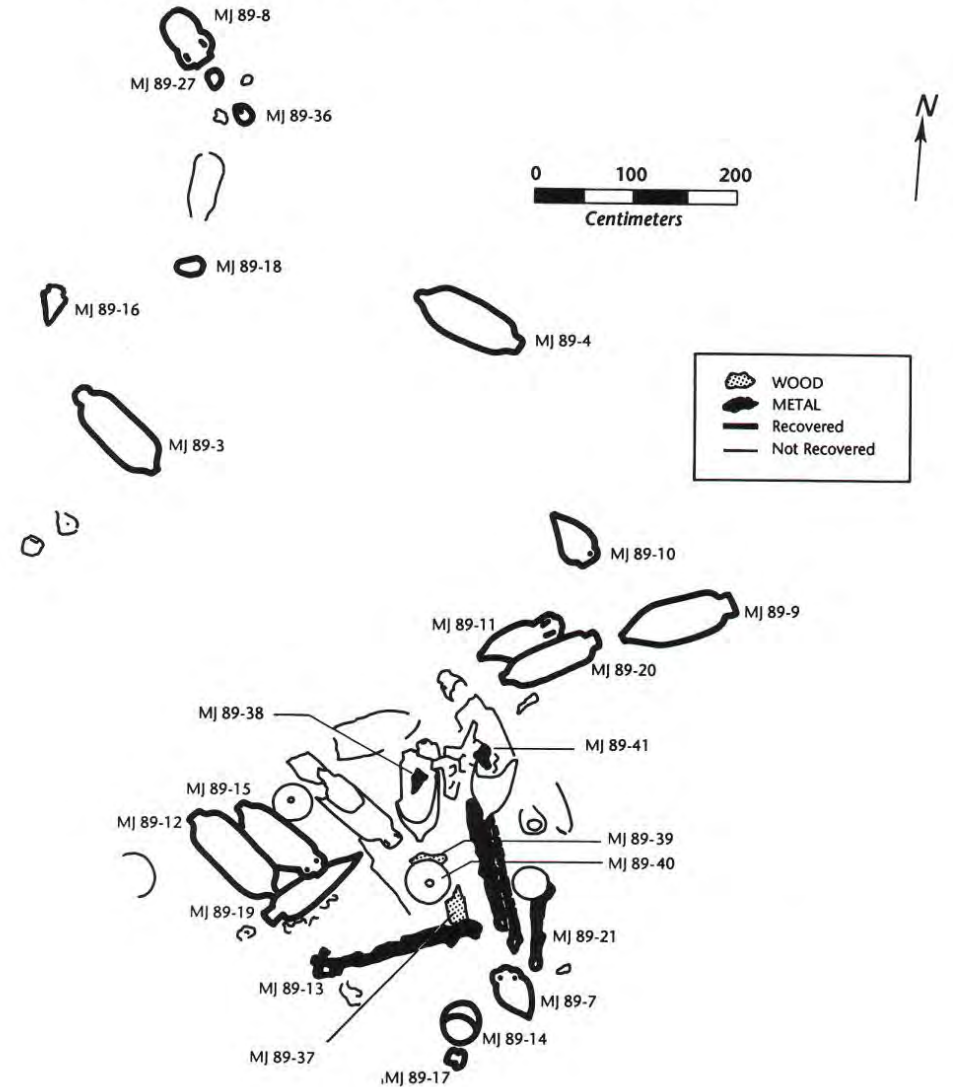 MJ 89-8
MJ 89-27
MJ 89-36
N
0 100 200
Centimeters
MJ 89-18
MJ 89-16
MJ 89-4
WOOD
METAL
Recovered
Not Recovered
MJ 89-3
MJ 89-10
MJ 89-9
MJ 89-11
MJ 89-20
MJ 89-38
MJ 89-41
MJ 89-15
MJ 89-12
MJ 89-39
MJ 89-40
MJ 89-19
MJ 89-21
MJ 89-13
MJ 89-7
MJ 89-14
MJ 89-37
MJ 89-17